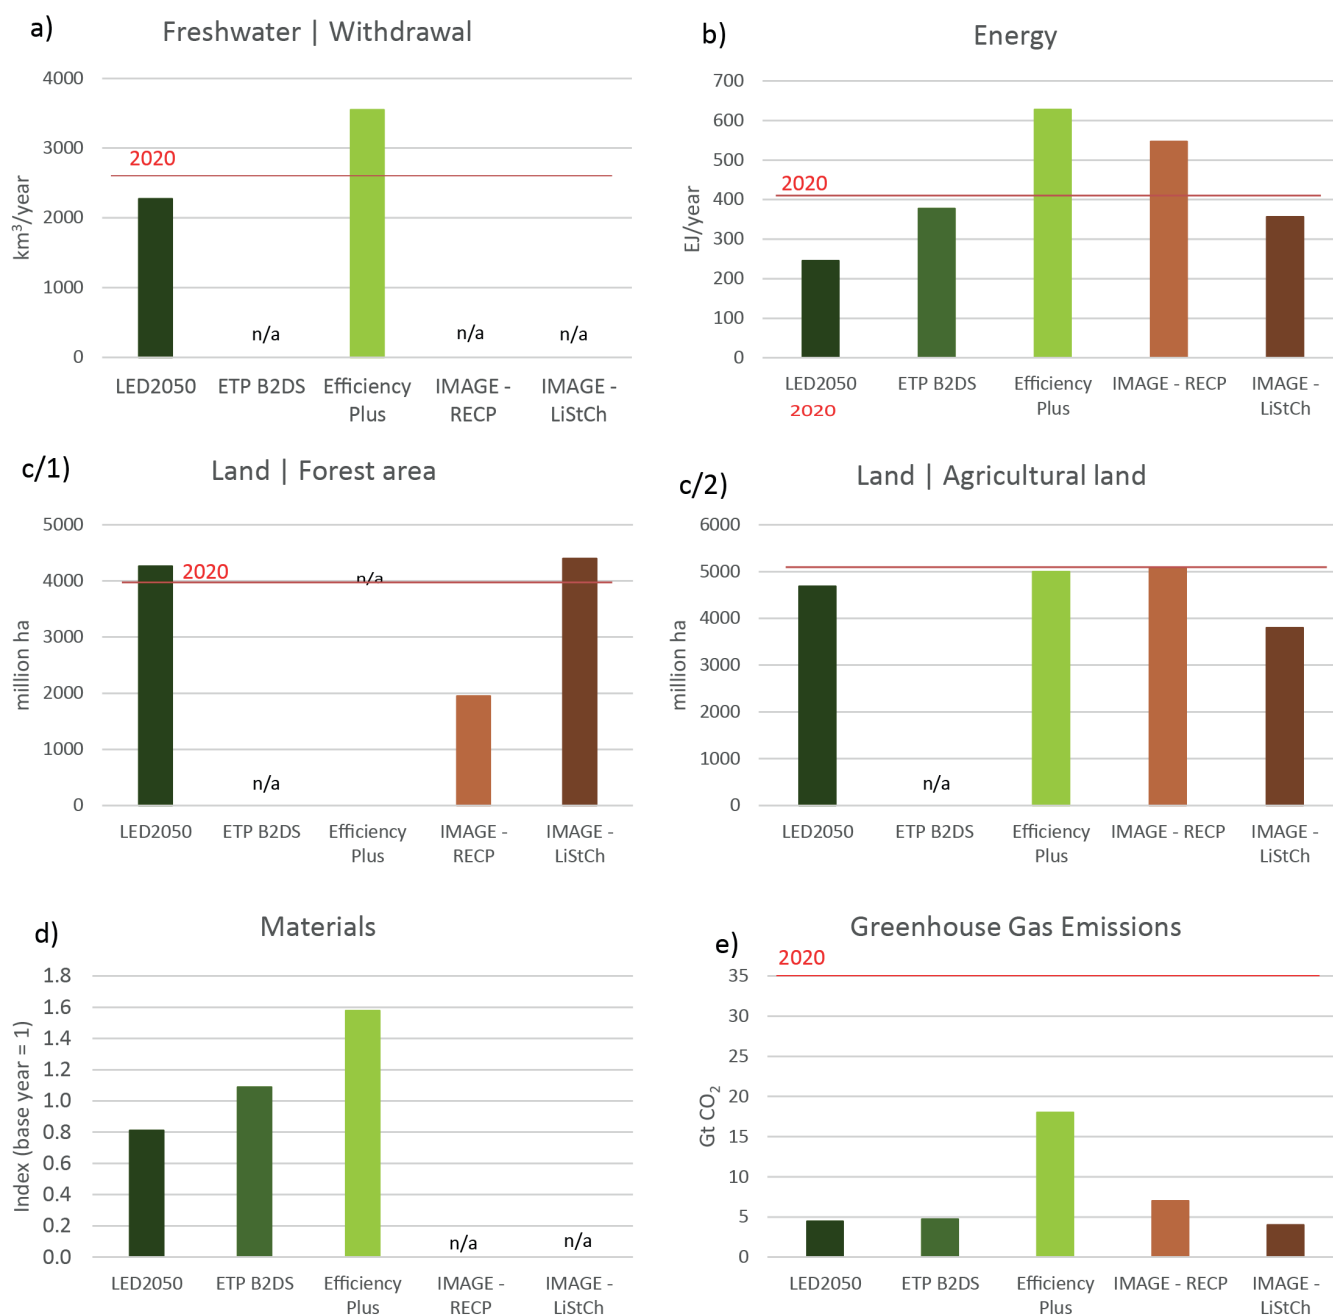 a)
Freshwater | Withdrawal
4000
3000
2000
1000
0
km³/year
2020
n/a
n/a
n/a
LED2050
ETP B2DS
Efficiency
Plus
IMAGE -
RECP
IMAGE -
LiStCh
b)
Energy
700
600
500
400
300
200
100
0
EJ/year
2020
LED2050
2020
ETP B2DS
Efficiency
Plus
IMAGE - RECP
IMAGE -
LiStCh
c/1)
Land | Forest area
5000
4000
3000
2000
1000
0
million ha
2020
n/a
n/a
LED2050
ETP B2DS
Efficiency
Plus
IMAGE -
RECP
IMAGE -
LiStCh
c/2)
Land | Agricultural land
6000
5000
4000
3000
2000
1000
0
million ha
n/a
LED2050
ETP B2DS
Efficiency
Plus
IMAGE - RECP
IMAGE -
LiStCh
d)
Materials
1.8
1.6
1.4
1.2
1.0
0.8
0.6
0.4
0.2
0.0
Index (base year = 1)
n/a
n/a
LED2050
ETP B2DS
Efficiency
Plus
IMAGE -
RECP
IMAGE -
LiStCh
e)
Greenhouse Gas Emissions
2020
35
30
25
20
15
10
5
0
Gt CO₂
LED2050
ETP B2DS
Efficiency
Plus
IMAGE - RECP
IMAGE -
LiStCh